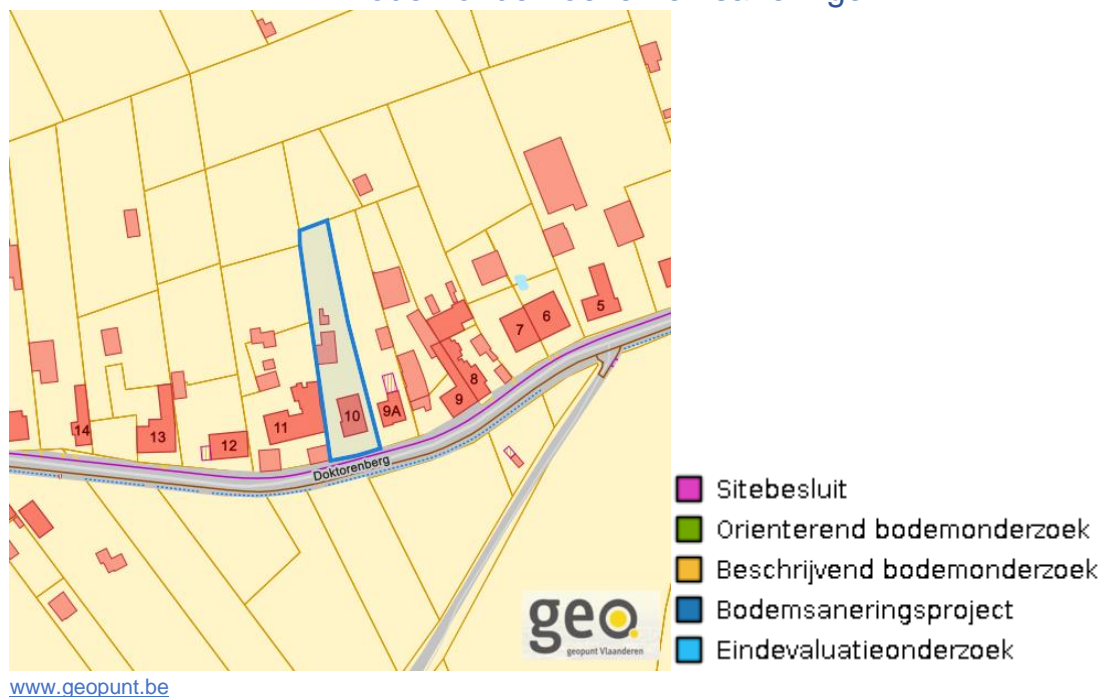 5
6
7
8
9
9A
10
11
12
13
14
Doktorenberg
geo.
geopunt Vlaanderen
Sitebesluit
Orienterend bodemonderzoek
Beschrijvend bodemonderzoek
Bodemsaneringsproject
Eindevaluatieonderzoek
www.geopunt.be